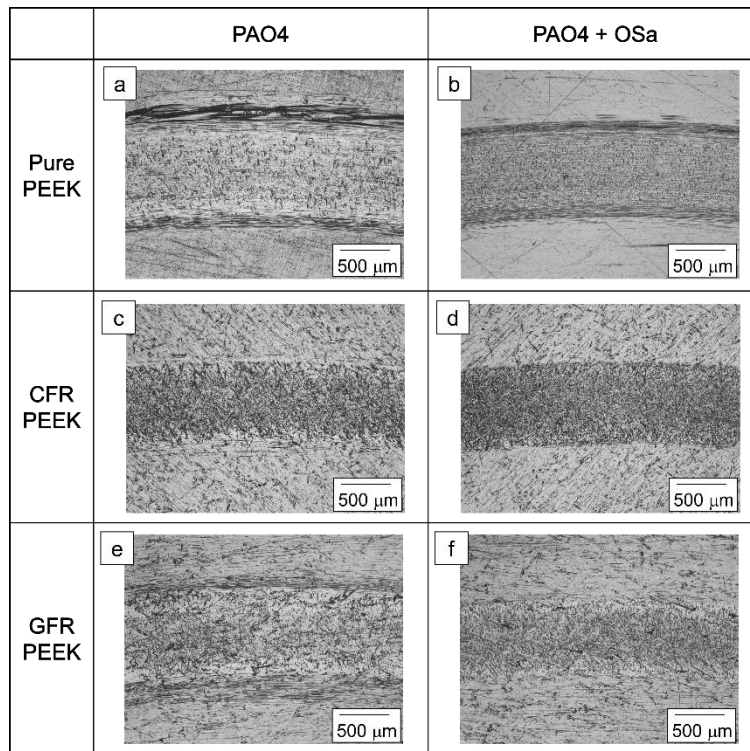 PAO4
PAO4 + OSa
Pure
PEEK
a
500 μm
b
500 μm
CFR
PEEK
c
500 μm
d
500 μm
GFR
PEEK
e
500 μm
f
500 μm